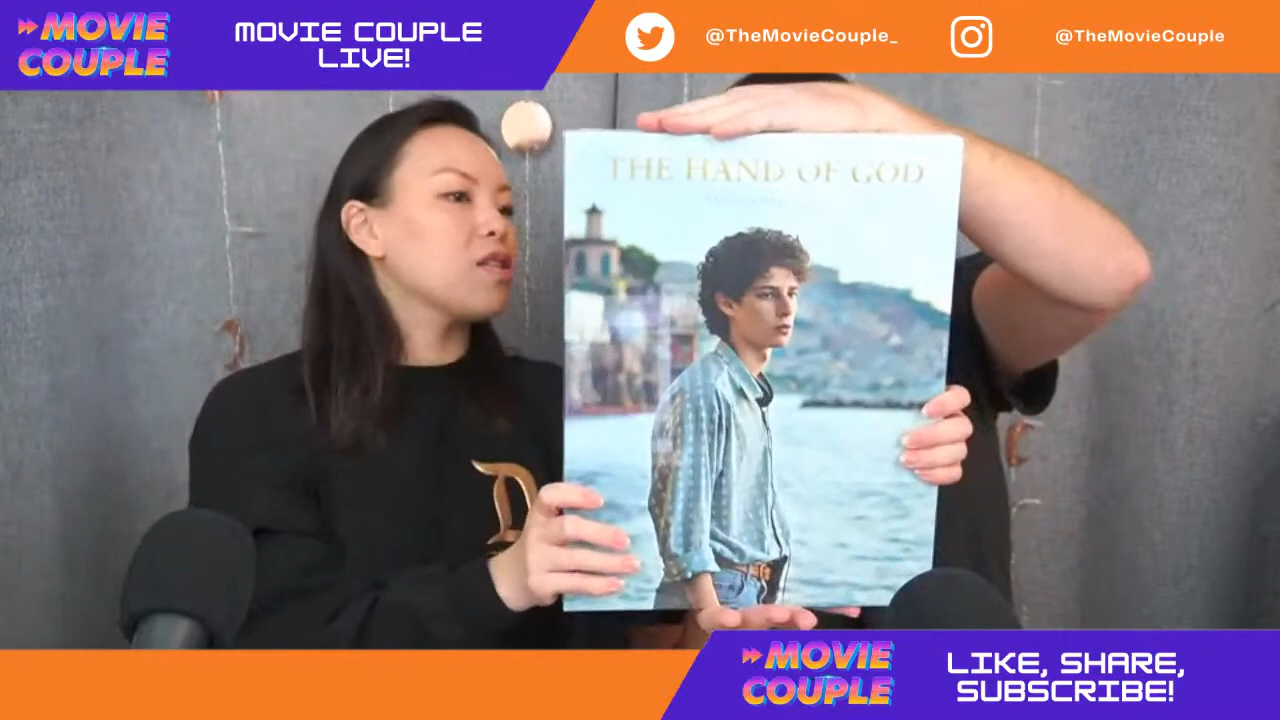 MOVIE
COUPLE
MOVIE COUPLE
LIVE!
@TheMovieCouple_
@TheMovieCouple
THE HAND OF GOD
D
MOVIE
COUPLE
LIKE, SHARE,
SUBSCRIBE!